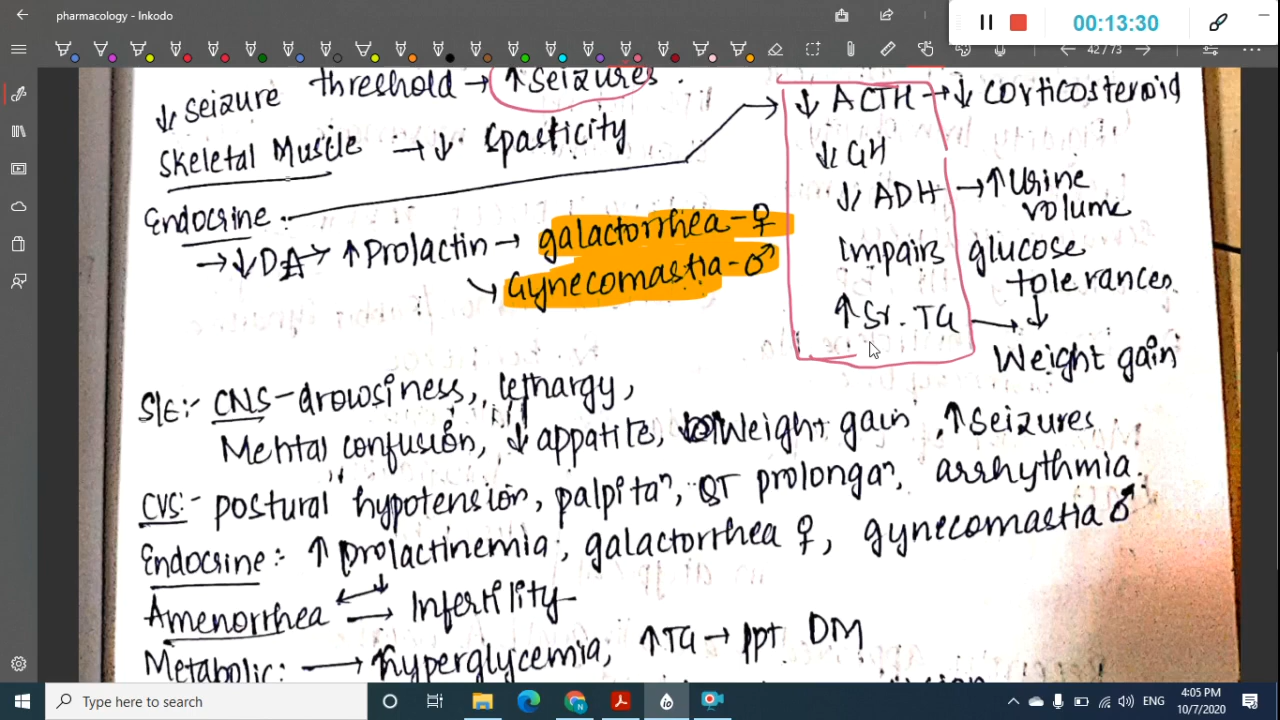 pharmacology - Inkodo
00:13:30
42 / 73
threshold → ↑ seizures.
↓ seizure
Skeletal Muscle → ↓ spasticity
Endocrine :-
→ ↓ DA → ↑ Prolactin → galactorrhea - ♀
↘ Gynecomastia - ♂
↓ ACTH → ↓ corticosteroid
↓ GH
↓ ADH → ↑ Urine
volume
Impairs glucose
tolerances
↑ Sr. TG → ↓
Weight gain
S/E:- CNS - drowsiness, lethargy,
Mental confusion, ↓ appatite, Weight gain, ↑ seizures
CVS:- postural hypotension, palpitaⁿ, QT prolongaⁿ, arrhythmia.
Endocrine:- ↑ prolactinemia, galactorrhea ♀, gynecomastia ♂
Amenorrhea → Infertility
Metabolic: → hyperglycemia, ↑ TG → ppt DM
Type here to search
ENG
4:05 PM
10/7/2020